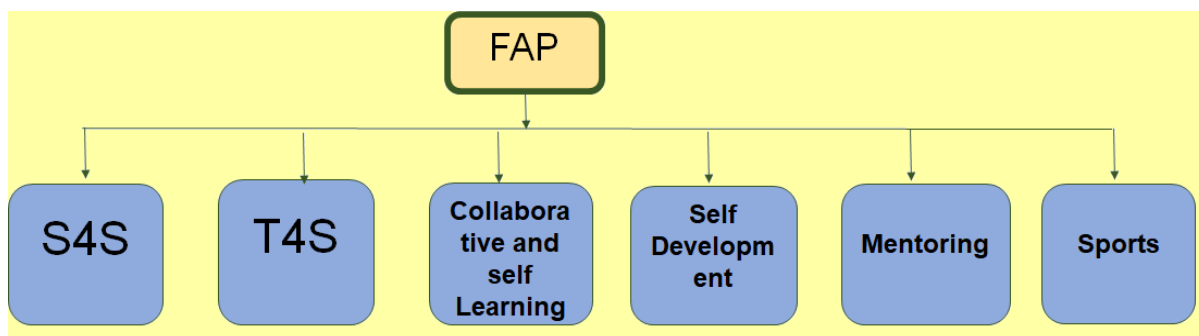 FAP
S4S
T4S
Collabora
tive and
self
Learning
Self
Developm
ent
Mentoring
Sports